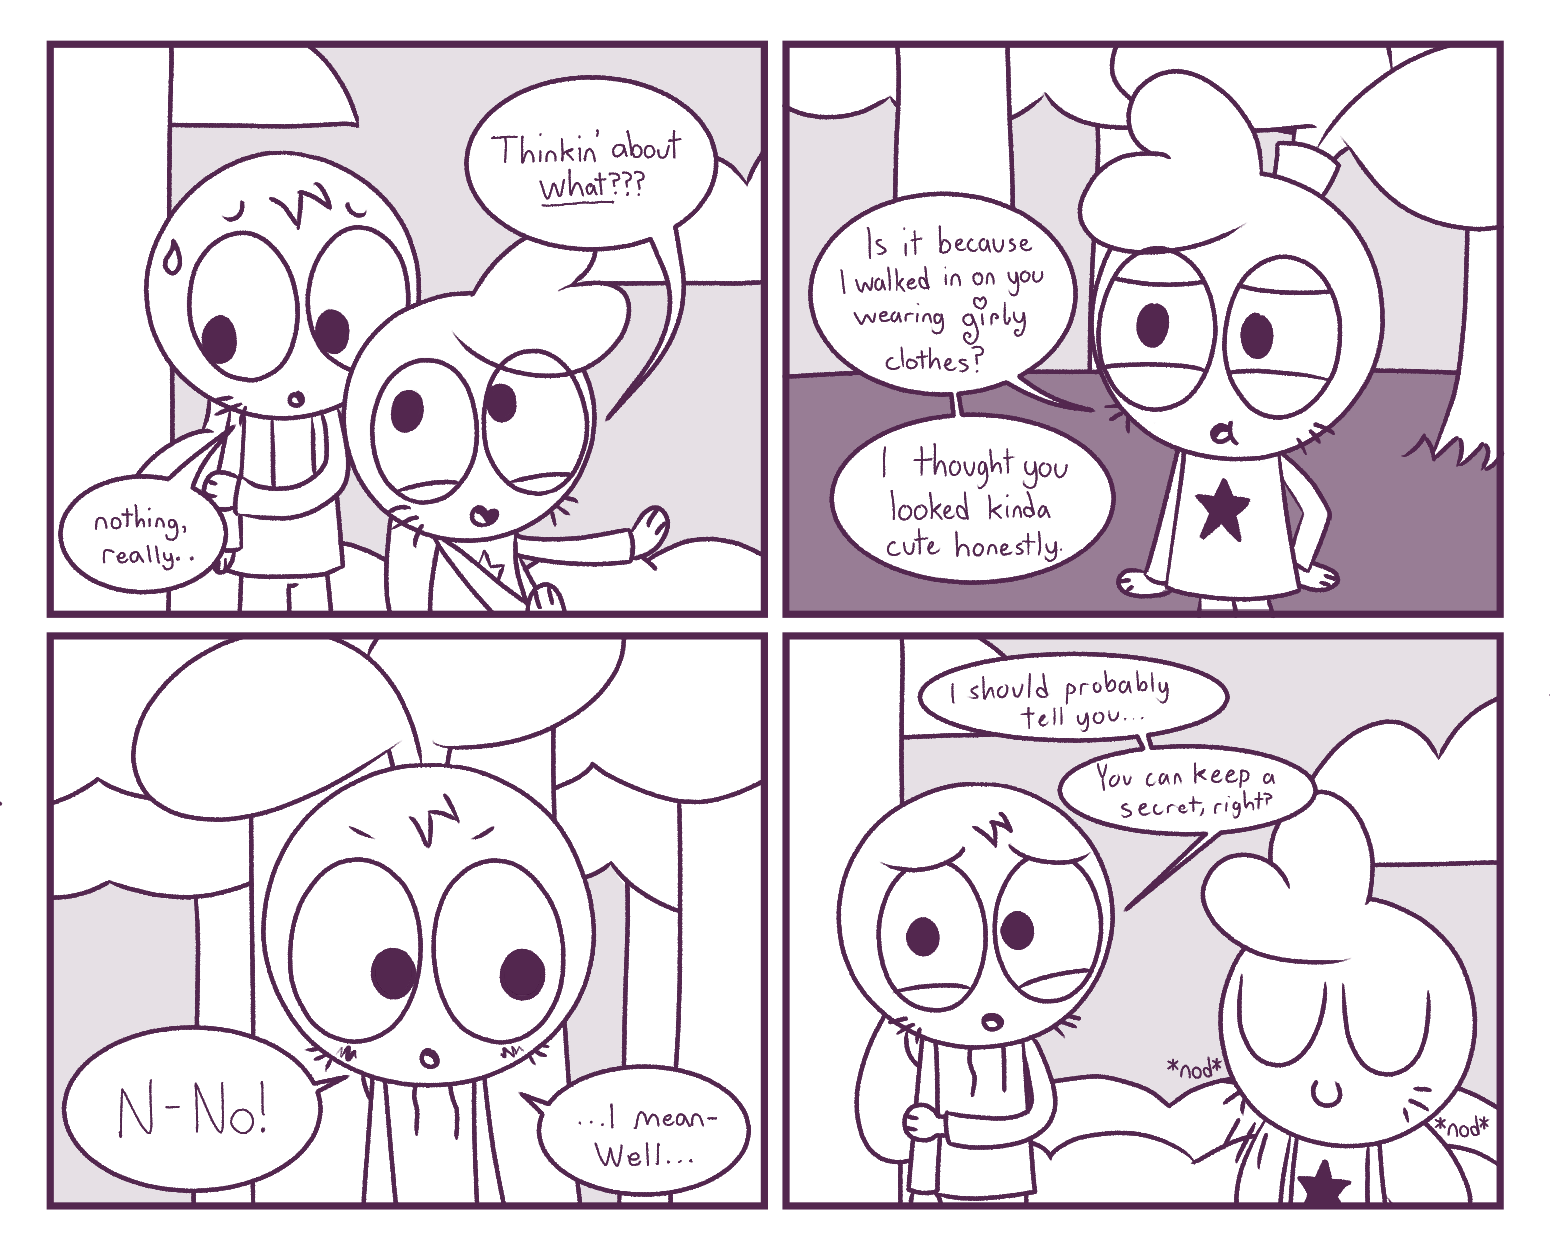 Thinkin' about
what???
nothing,
really..
Is it because
I walked in on you
wearing girly
clothes?
I thought you
looked kinda
cute honestly.
N-No!
...I mean-
Well...
I should probably
tell you...
You can keep a
secret, right?
*nod*
*nod*